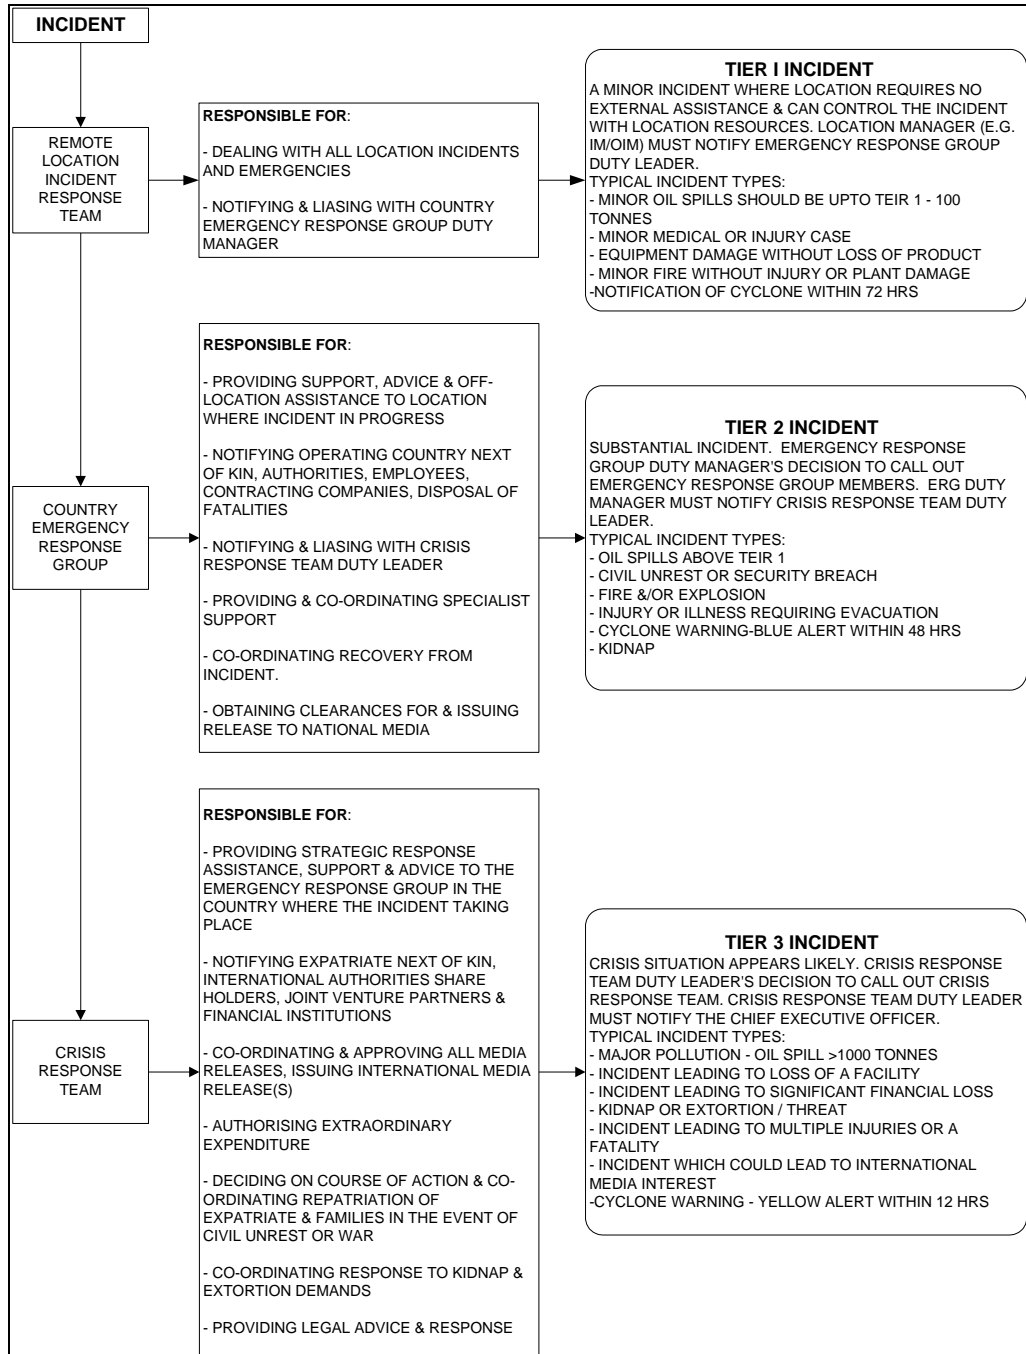 INCIDENT
REMOTE
LOCATION
INCIDENT
RESPONSE
TEAM
RESPONSIBLE FOR:
- DEALING WITH ALL LOCATION INCIDENTS
AND EMERGENCIES
- NOTIFYING & LIASING WITH COUNTRY
EMERGENCY RESPONSE GROUP DUTY
MANAGER
TIER I INCIDENT
A MINOR INCIDENT WHERE LOCATION REQUIRES NO
EXTERNAL ASSISTANCE & CAN CONTROL THE INCIDENT
WITH LOCATION RESOURCES. LOCATION MANAGER (E.G.
IM/OIM) MUST NOTIFY EMERGENCY RESPONSE GROUP
DUTY LEADER.
TYPICAL INCIDENT TYPES:
- MINOR OIL SPILLS SHOULD BE UPTO TEIR 1 - 100
TONNES
- MINOR MEDICAL OR INJURY CASE
- EQUIPMENT DAMAGE WITHOUT LOSS OF PRODUCT
- MINOR FIRE WITHOUT INJURY OR PLANT DAMAGE
-NOTIFICATION OF CYCLONE WITHIN 72 HRS
COUNTRY
EMERGENCY
RESPONSE
GROUP
RESPONSIBLE FOR:
- PROVIDING SUPPORT, ADVICE & OFF-
LOCATION ASSISTANCE TO LOCATION
WHERE INCIDENT IN PROGRESS
- NOTIFYING OPERATING COUNTRY NEXT
OF KIN, AUTHORITIES, EMPLOYEES,
CONTRACTING COMPANIES, DISPOSAL OF
FATALITIES
- NOTIFYING & LIASING WITH CRISIS
RESPONSE TEAM DUTY LEADER
- PROVIDING & CO-ORDINATING SPECIALIST
SUPPORT
- CO-ORDINATING RECOVERY FROM
INCIDENT.
- OBTAINING CLEARANCES FOR & ISSUING
RELEASE TO NATIONAL MEDIA
TIER 2 INCIDENT
SUBSTANTIAL INCIDENT. EMERGENCY RESPONSE
GROUP DUTY MANAGER'S DECISION TO CALL OUT
EMERGENCY RESPONSE GROUP MEMBERS. ERG DUTY
MANAGER MUST NOTIFY CRISIS RESPONSE TEAM DUTY
LEADER.
TYPICAL INCIDENT TYPES:
- OIL SPILLS ABOVE TEIR 1
- CIVIL UNREST OR SECURITY BREACH
- FIRE &/OR EXPLOSION
- INJURY OR ILLNESS REQUIRING EVACUATION
- CYCLONE WARNING-BLUE ALERT WITHIN 48 HRS
- KIDNAP
CRISIS
RESPONSE
TEAM
RESPONSIBLE FOR:
- PROVIDING STRATEGIC RESPONSE
ASSISTANCE, SUPPORT & ADVICE TO THE
EMERGENCY RESPONSE GROUP IN THE
COUNTRY WHERE THE INCIDENT TAKING
PLACE
- NOTIFYING EXPATRIATE NEXT OF KIN,
INTERNATIONAL AUTHORITIES SHARE
HOLDERS, JOINT VENTURE PARTNERS &
FINANCIAL INSTITUTIONS
- CO-ORDINATING & APPROVING ALL MEDIA
RELEASES, ISSUING INTERNATIONAL MEDIA
RELEASE(S)
- AUTHORISING EXTRAORDINARY
EXPENDITURE
- DECIDING ON COURSE OF ACTION & CO-
ORDINATING REPATRIATION OF
EXPATRIATE & FAMILIES IN THE EVENT OF
CIVIL UNREST OR WAR
- CO-ORDINATING RESPONSE TO KIDNAP &
EXTORTION DEMANDS
- PROVIDING LEGAL ADVICE & RESPONSE
TIER 3 INCIDENT
CRISIS SITUATION APPEARS LIKELY. CRISIS RESPONSE
TEAM DUTY LEADER'S DECISION TO CALL OUT CRISIS
RESPONSE TEAM. CRISIS RESPONSE TEAM DUTY LEADER
MUST NOTIFY THE CHIEF EXECUTIVE OFFICER.
TYPICAL INCIDENT TYPES:
- MAJOR POLLUTION - OIL SPILL >1000 TONNES
- INCIDENT LEADING TO LOSS OF A FACILITY
- INCIDENT LEADING TO SIGNIFICANT FINANCIAL LOSS
- KIDNAP OR EXTORTION / THREAT
- INCIDENT LEADING TO MULTIPLE INJURIES OR A
FATALITY
- INCIDENT WHICH COULD LEAD TO INTERNATIONAL
MEDIA INTEREST
-CYCLONE WARNING - YELLOW ALERT WITHIN 12 HRS